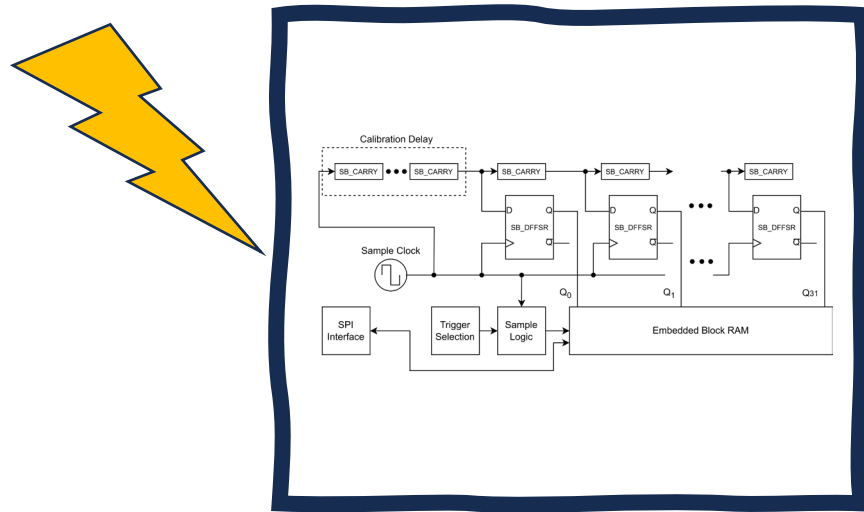 Calibration Delay
SB_CARRY
SB_CARRY
SB_CARRY
SB_CARRY
SB_CARRY
D
Q
SB_DFFSR
Q
D
Q
SB_DFFSR
Q
D
Q
SB_DFFSR
Q
Sample Clock
Q0
Q1
Q31
SPI
Interface
Trigger
Selection
Sample
Logic
Embedded Block RAM